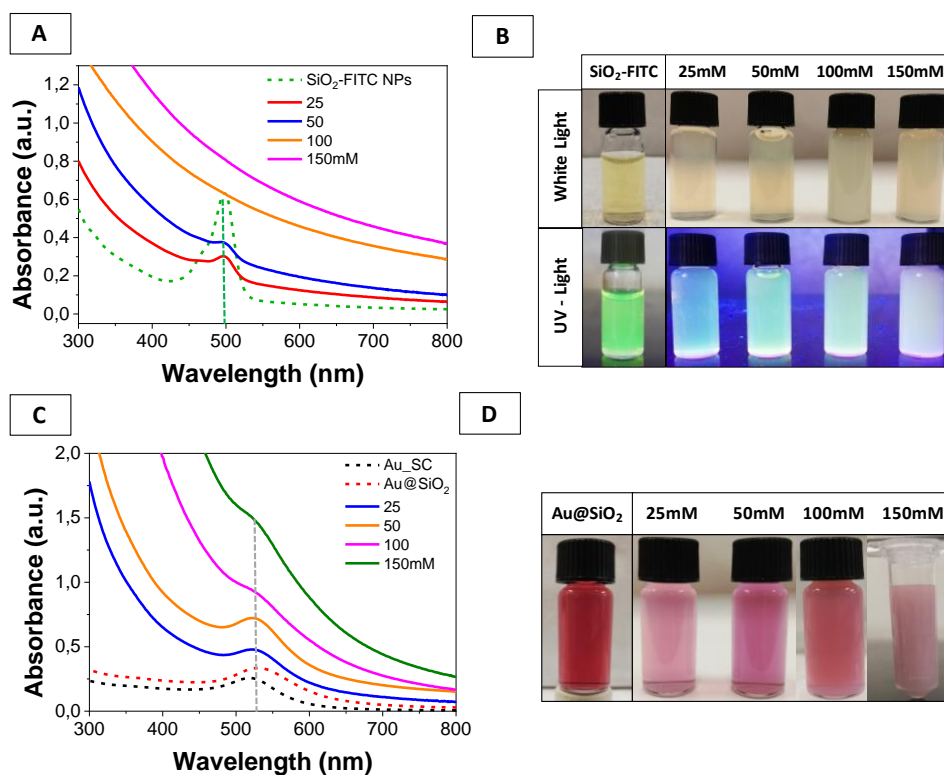 A
Absorbance (a.u.)
1,2
1,0
0,8
0,6
0,4
0,2
0,0
SiO₂-FITC NPs
25
50
100
150mM
300 400 500 600 700 800
Wavelength (nm)
B
SiO₂-FITC 25mM 50mM 100mM 150mM
White Light
UV - Light
C
Absorbance (a.u.)
2,0
1,5
1,0
0,5
0,0
Au_SC
Au@SiO₂
25
50
100
150mM
300 400 500 600 700 800
Wavelength (nm)
D
Au@SiO₂ 25mM 50mM 100mM 150mM